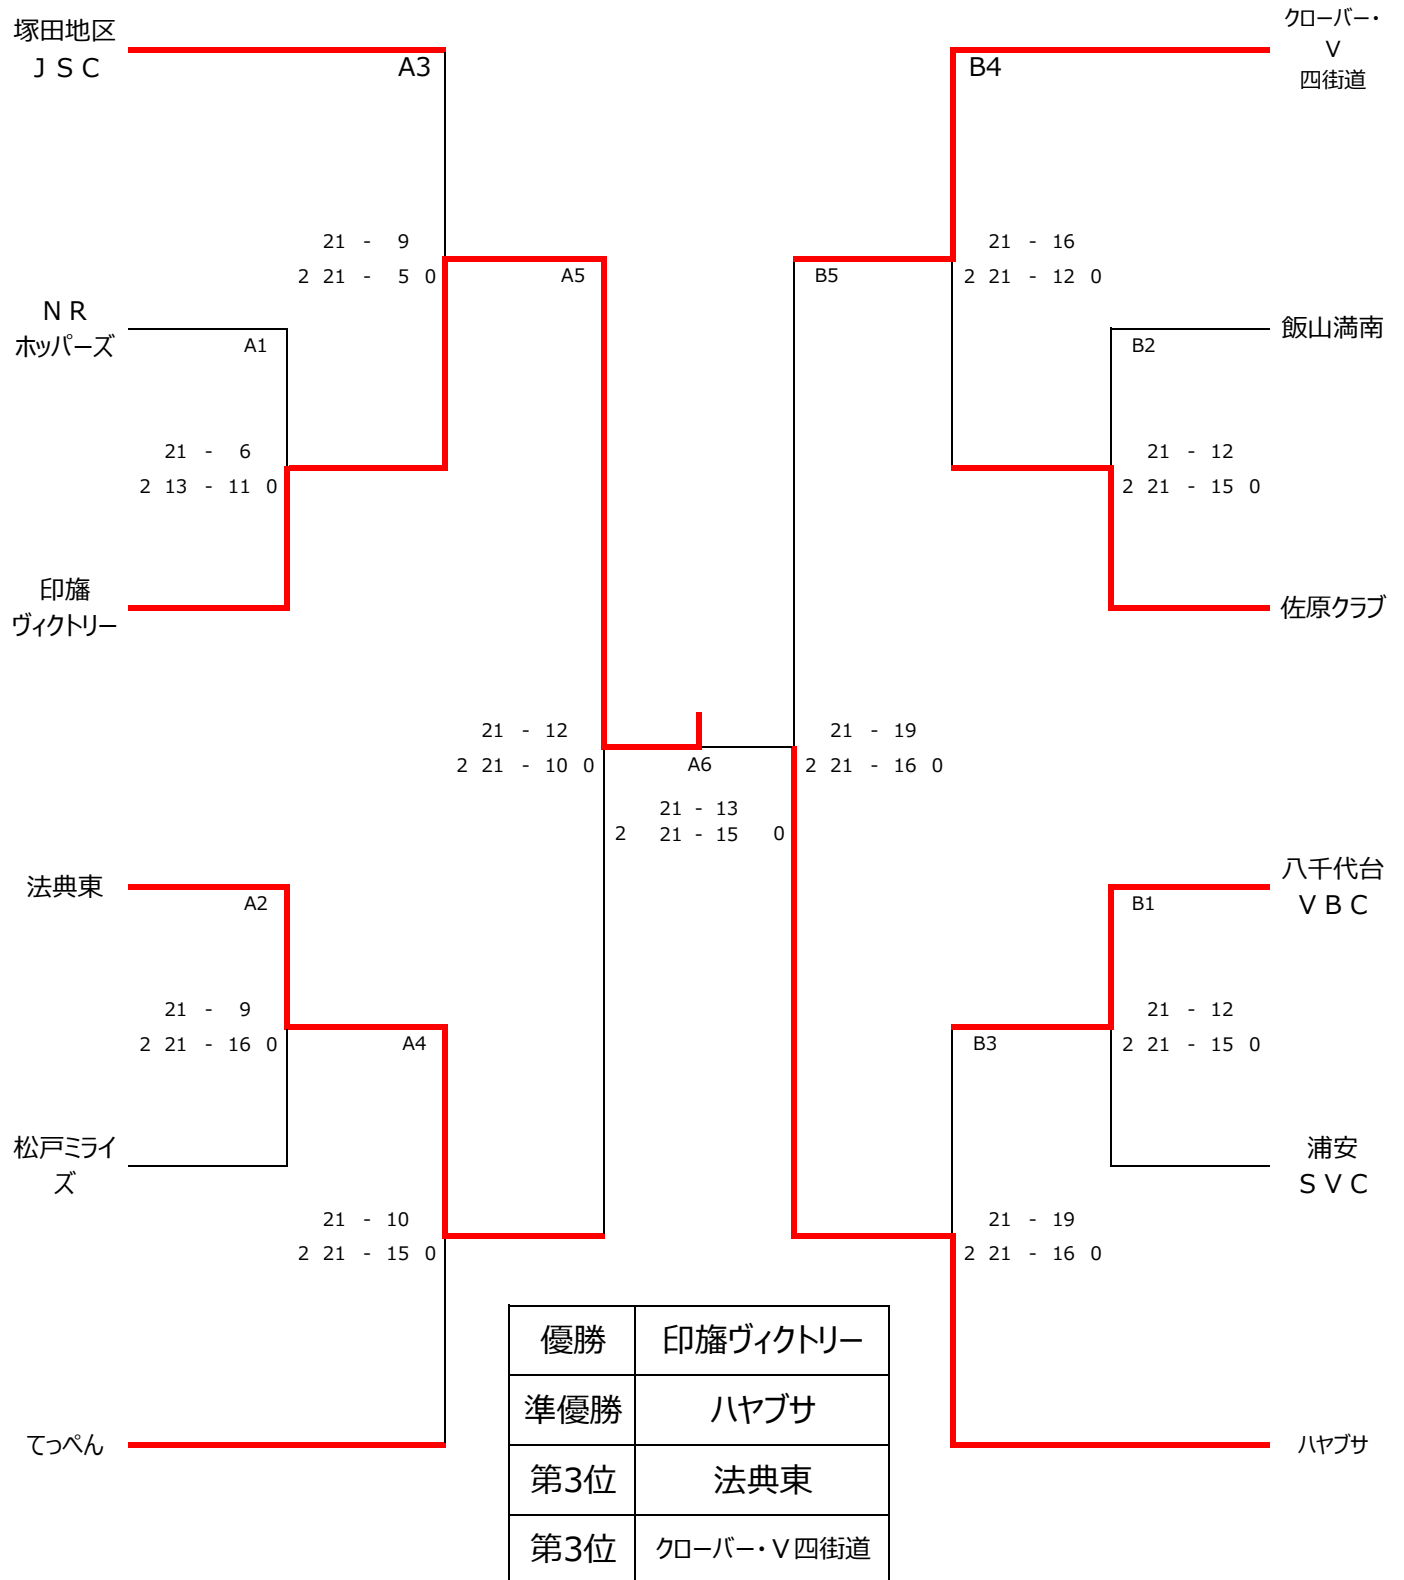 塚田地区
ＪＳＣ
A3
B4
クローバー・
Ｖ
四街道
21 - 9
2 21 - 5 0
A5
B5
21 - 16
2 21 - 12 0
ＮＲ
ホッパーズ
A1
B2
飯山満南
21 - 6
2 13 - 11 0
21 - 12
2 21 - 15 0
印旛
ヴィクトリー
佐原クラブ
21 - 12
2 21 - 10 0
A6
21 - 13
2 21 - 15 0
21 - 19
2 21 - 16 0
法典東
A2
B1
八千代台
ＶＢＣ
21 - 9
2 21 - 16 0
A4
B3
21 - 12
2 21 - 15 0
松戸ミライ
ズ
浦安
ＳＶＣ
21 - 10
2 21 - 15 0
21 - 19
2 21 - 16 0
てっぺん
ハヤブサ
優勝 印旛ヴィクトリー
準優勝 ハヤブサ
第3位 法典東
第3位 クローバー・Ｖ四街道